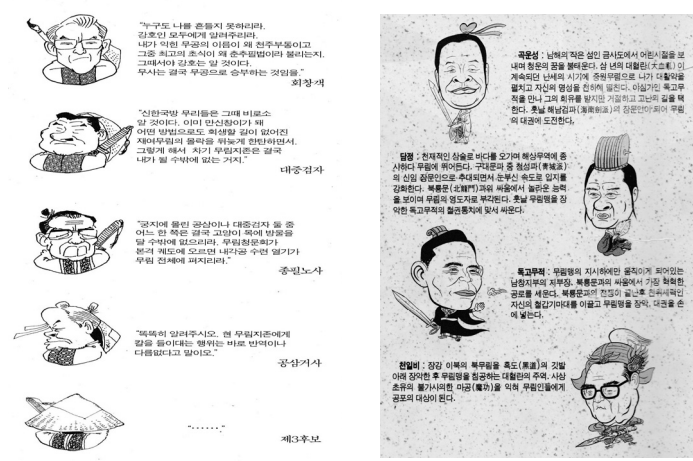 “누구도 나를 흔들지 못하리라.
강호인 모두에게 알려주리라.
내가 익힌 무공의 이름이 왜 천주부동이고
그중 최고의 초식이 왜 춘추필법이라 불리는지.
그때서야 강호는 알 것이다.
무사는 결국 무공으로 승부하는 것임을.”
회창객
“신한국방 무리들은 그때 비로소
알 것이다. 이미 만신창이가 돼
어떤 방법으로도 회생할 길이 없어진
재야무림의 몰락을 뒤늦게 한탄하면서.
그렇게 해서 차기 무림지존은 결국
내가 될 수밖에 없는 거지.”
대중검자
“궁지에 몰린 공삼이나 대중검자 둘 중
어느 한 쪽은 결국 고양이 목에 방울을
달 수밖에 없으리라. 무림청문회가
본격 궤도에 오르면 내각공 수련 열기가
무림 전체에 퍼지리라.”
종필노사
“똑똑히 알려주시오. 현 무림지존에게
칼을 들이대는 행위는 바로 반역이나
다름없다고 말이오.”
공삼거사
“······”
제3후보
곡운성 : 남해의 작은 섬인 금사도에서 어린시절을 보
내며 청운의 꿈을 불태운다. 삼 년의 대혈란(大血亂)이
계속되던 난세의 시기에 중원무림으로 나가 대활약을
펼치고 자신의 명성을 천하에 떨친다. 야심가인 독고무
적을 만나 그의 회유를 받지만 거절하고 고난의 길을 택
한다. 훗날 해남검파(海南劍派)의 장문인이 되어 무림
의 대권에 도전한다.
담정 : 천재적인 상술로 바다를 오가며 해상무역에 종
사하다 무림에 뛰어든다. 구대문파 중 청성파(靑城派)
의 신임 장문인으로 추대되면서 눈부신 속도로 입지를
강화한다. 북룡문(北龍門)과의 싸움에서 놀라운 능력
을 보이며 무림의 영도자로 부각된다. 훗날 무림맹을 장
악한 독고무적의 철권통치에 맞서 싸운다.
독고무적 : 무림맹의 지시하에만 움직이게 되어있는
남창지부의 지부장. 북룡문과의 싸움에서 가장 혁혁한
공로를 세운다. 북룡문과의 전쟁이 끝난후
자신의 철갑기마대를 이끌고 무림맹을 장악, 대권을 손
에 넣는다.
천일비 : 장강 이북의 북무림을 흑도(黑道)의 깃발
아래 장악한 후 무림맹을 침공하는 대혈란의 주역. 사상
초유의 불가사의한 마공(魔功)을 익혀 무림인들에게
공포의 대상이 된다.